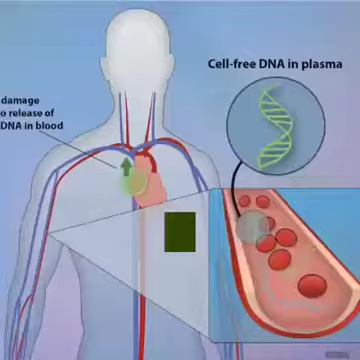 Cell-free DNA in plasma
damage
o release of
DNA in blood